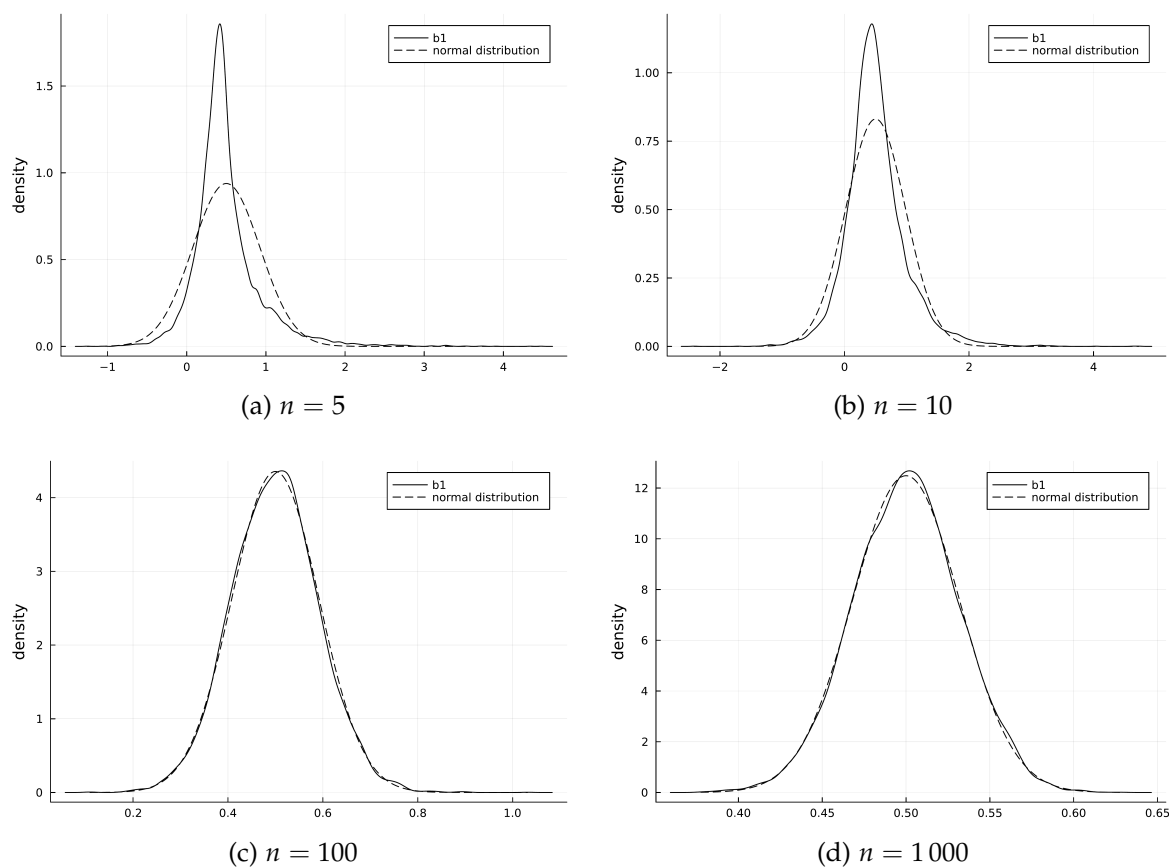 b1
normal distribution
density
1.5
1.0
0.5
0.0
−1
0
1
2
3
4
(a) n = 5
b1
normal distribution
density
1.00
0.75
0.50
0.25
0.00
−2
0
2
4
(b) n = 10
b1
normal distribution
density
4
3
2
1
0
0.2
0.4
0.6
0.8
1.0
(c) n = 100
b1
normal distribution
density
12
10
8
6
4
2
0
0.40
0.45
0.50
0.55
0.60
0.65
(d) n = 1 000